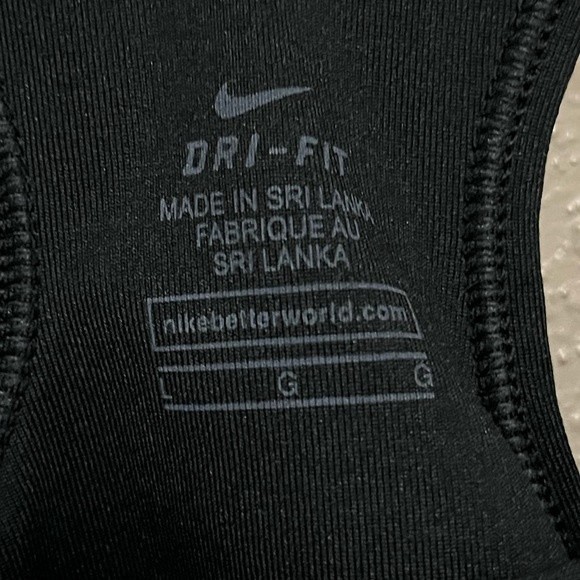 DRI-FIT
MADE IN SRI LANKA
FABRIQUE AU
SRI LANKA
nikebetterworld.com
L G G